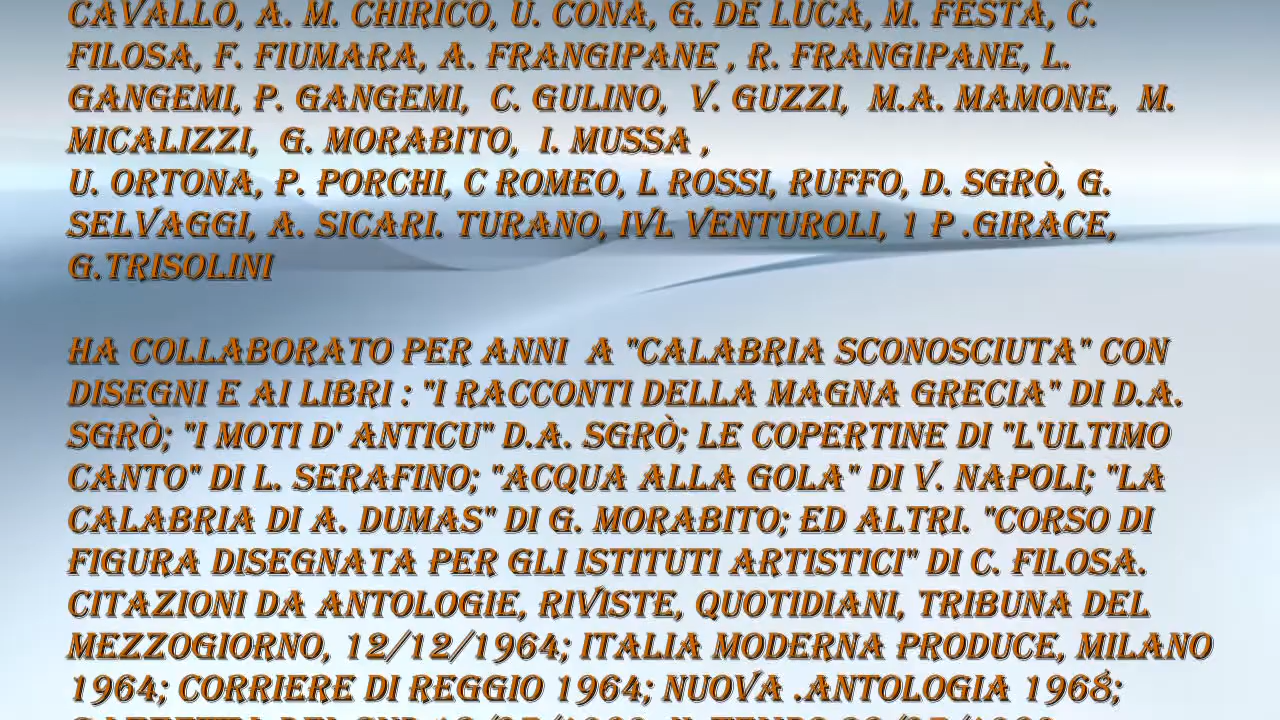 CAVALLO, A. M. CHIRICO, U. CONA, G. DE LUCA, M. FESTA, C.
FILOSA, F. FIUMARA, A. FRANGIPANE , R. FRANGIPANE, L.
GANGEMI, P. GANGEMI, C. GULINO, V. GUZZI, M.A. MAMONE, M.
MICALIZZI, G. MORABITO, I. MUSSA ,
U. ORTONA, P. PORCHI, C ROMEO, L ROSSI, RUFFO, D. SGRÒ, G.
SELVAGGI, A. SICARI. TURANO, IVL VENTUROLI, 1 P .GIRACE,
G.TRISOLINI
HA COLLABORATO PER ANNI A "CALABRIA SCONOSCIUTA" CON
DISEGNI E AI LIBRI : "I RACCONTI DELLA MAGNA GRECIA" DI D.A.
SGRÒ; "I MOTI D' ANTICU" D.A. SGRÒ; LE COPERTINE DI "L'ULTIMO
CANTO" DI L. SERAFINO; "ACQUA ALLA GOLA" DI V. NAPOLI; "LA
CALABRIA DI A. DUMAS" DI G. MORABITO; ED ALTRI. "CORSO DI
FIGURA DISEGNATA PER GLI ISTITUTI ARTISTICI" DI C. FILOSA.
CITAZIONI DA ANTOLOGIE, RIVISTE, QUOTIDIANI, TRIBUNA DEL
MEZZOGIORNO, 12/12/1964; ITALIA MODERNA PRODUCE, MILANO
1964; CORRIERE DI REGGIO 1964; NUOVA .ANTOLOGIA 1968;